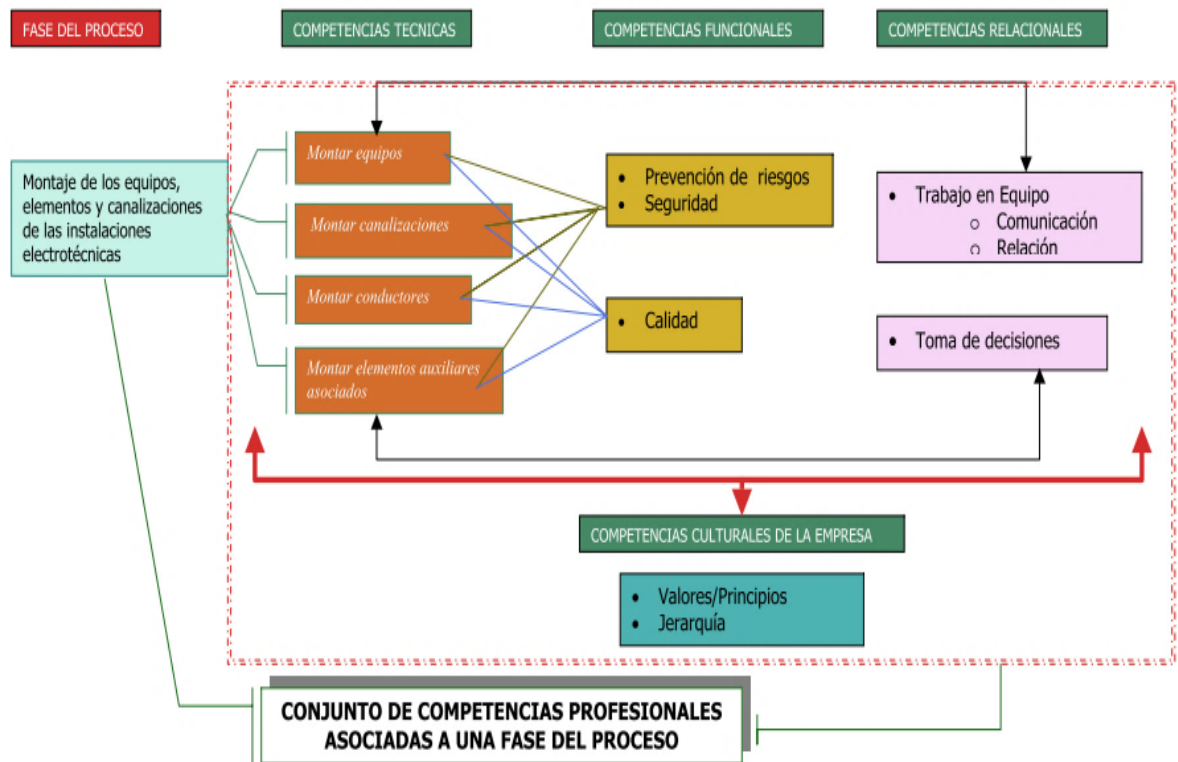 FASE DEL PROCESO
COMPETENCIAS TECNICAS
COMPETENCIAS FUNCIONALES
COMPETENCIAS RELACIONALES
Montaje de los equipos,
elementos y canalizaciones
de las instalaciones
electrotécnicas
Montar equipos
Montar canalizaciones
Montar conductores
Montar elementos auxiliares
asociados
• Prevención de riesgos
• Seguridad
• Calidad
• Trabajo en Equipo
o Comunicación
o Relación
• Toma de decisiones
COMPETENCIAS CULTURALES DE LA EMPRESA
• Valores/Principios
• Jerarquía
CONJUNTO DE COMPETENCIAS PROFESIONALES
ASOCIADAS A UNA FASE DEL PROCESO